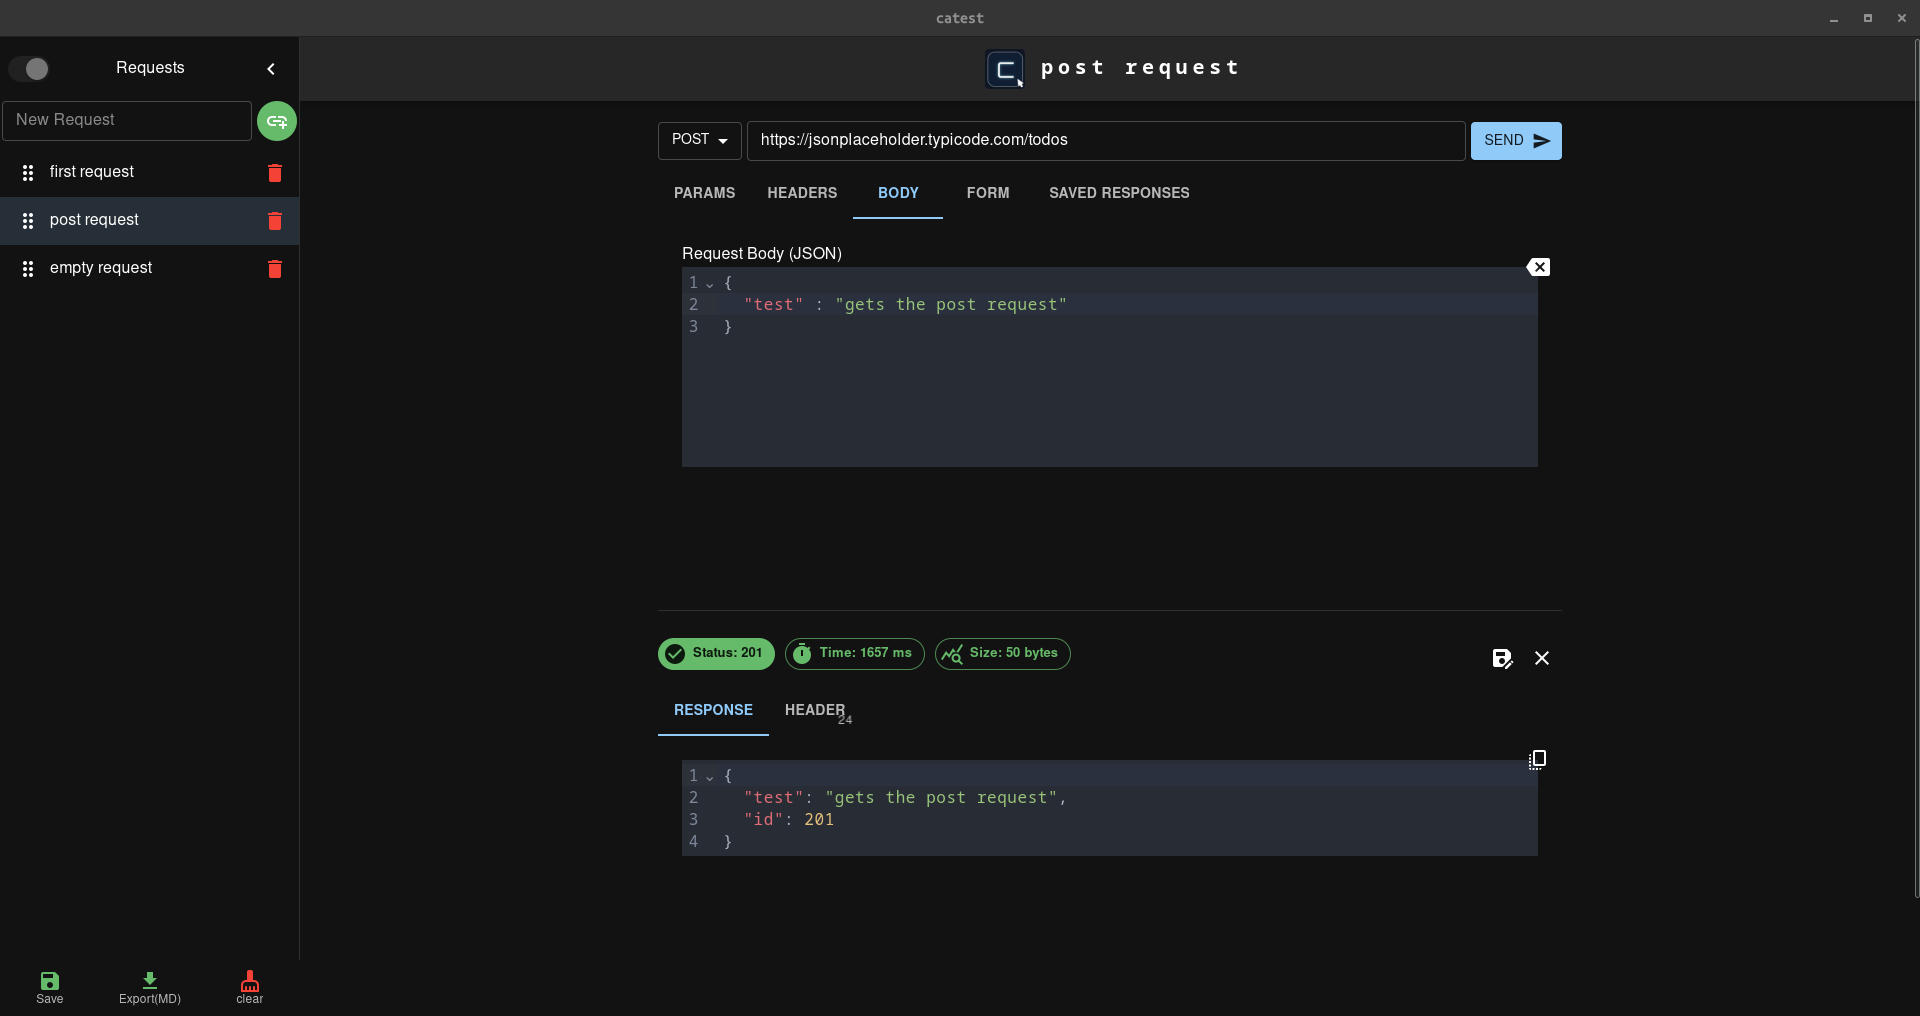 catest
Requests
New Request
first request
post request
empty request
Save
Export(MD)
clear
post request
POST
https://jsonplaceholder.typicode.com/todos
SEND
PARAMS
HEADERS
BODY
FORM
SAVED RESPONSES
Request Body (JSON)
1 {
2 "test" : "gets the post request"
3 }
Status: 201
Time: 1657 ms
Size: 50 bytes
RESPONSE
HEADER
24
1 {
2 "test": "gets the post request",
3 "id": 201
4 }